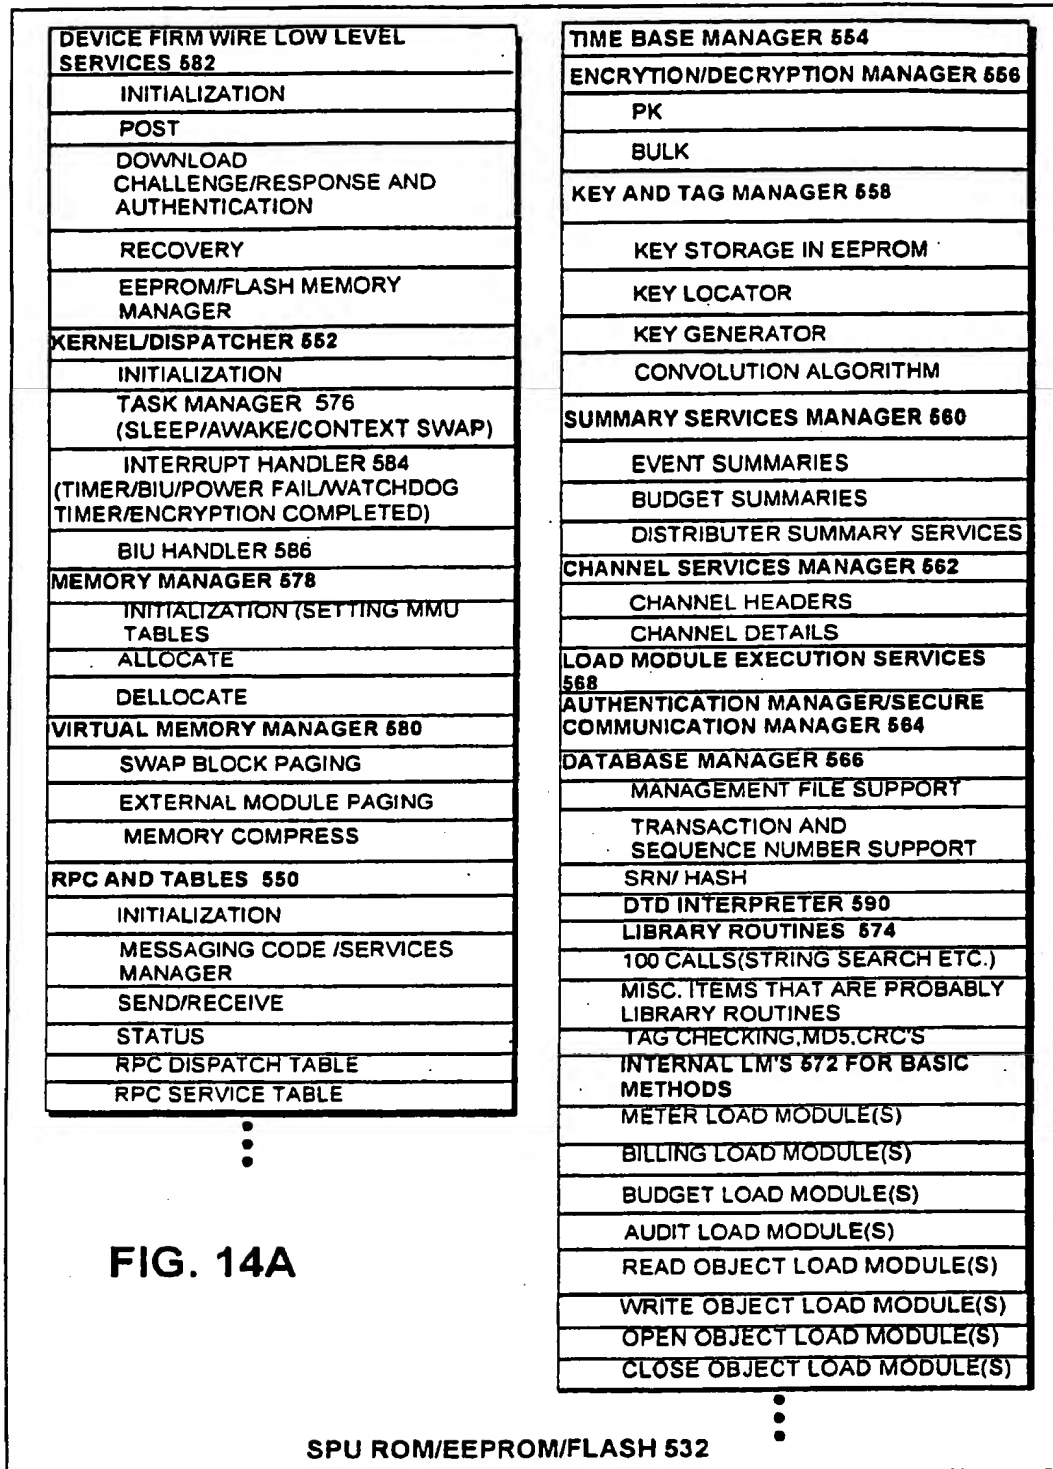 DEVICE FIRM WIRE LOW LEVEL
SERVICES 582
INITIALIZATION
POST
DOWNLOAD
CHALLENGE/RESPONSE AND
AUTHENTICATION
RECOVERY
EEPROM/FLASH MEMORY
MANAGER
KERNEL/DISPATCHER 552
INITIALIZATION
TASK MANAGER 576
(SLEEP/AWAKE/CONTEXT SWAP)
INTERRUPT HANDLER 584
(TIMER/BIU/POWER FAIL/WATCHDOG
TIMER/ENCRYPTION COMPLETED)
BIU HANDLER 586
MEMORY MANAGER 578
INITIALIZATION (SETTING MMU
TABLES
ALLOCATE
DELLOCATE
VIRTUAL MEMORY MANAGER 580
SWAP BLOCK PAGING
EXTERNAL MODULE PAGING
MEMORY COMPRESS
RPC AND TABLES 550
INITIALIZATION
MESSAGING CODE /SERVICES
MANAGER
SEND/RECEIVE
STATUS
RPC DISPATCH TABLE
RPC SERVICE TABLE
TIME BASE MANAGER 554
ENCRYTION/DECRYPTION MANAGER 556
PK
BULK
KEY AND TAG MANAGER 558
KEY STORAGE IN EEPROM
KEY LOCATOR
KEY GENERATOR
CONVOLUTION ALGORITHM
SUMMARY SERVICES MANAGER 560
EVENT SUMMARIES
BUDGET SUMMARIES
DISTRIBUTER SUMMARY SERVICES
CHANNEL SERVICES MANAGER 562
CHANNEL HEADERS
CHANNEL DETAILS
LOAD MODULE EXECUTION SERVICES
568
AUTHENTICATION MANAGER/SECURE
COMMUNICATION MANAGER 564
DATABASE MANAGER 566
MANAGEMENT FILE SUPPORT
TRANSACTION AND
SEQUENCE NUMBER SUPPORT
SRN/ HASH
DTD INTERPRETER 590
LIBRARY ROUTINES 574
100 CALLS(STRING SEARCH ETC.)
MISC. ITEMS THAT ARE PROBABLY
LIBRARY ROUTINES
TAG CHECKING,MD5,CRC'S
INTERNAL LM'S 572 FOR BASIC
METHODS
METER LOAD MODULE(S)
BILLING LOAD MODULE(S)
BUDGET LOAD MODULE(S)
AUDIT LOAD MODULE(S)
READ OBJECT LOAD MODULE(S)
WRITE OBJECT LOAD MODULE(S)
OPEN OBJECT LOAD MODULE(S)
CLOSE OBJECT LOAD MODULE(S)
FIG. 14A
SPU ROM/EEPROM/FLASH 532